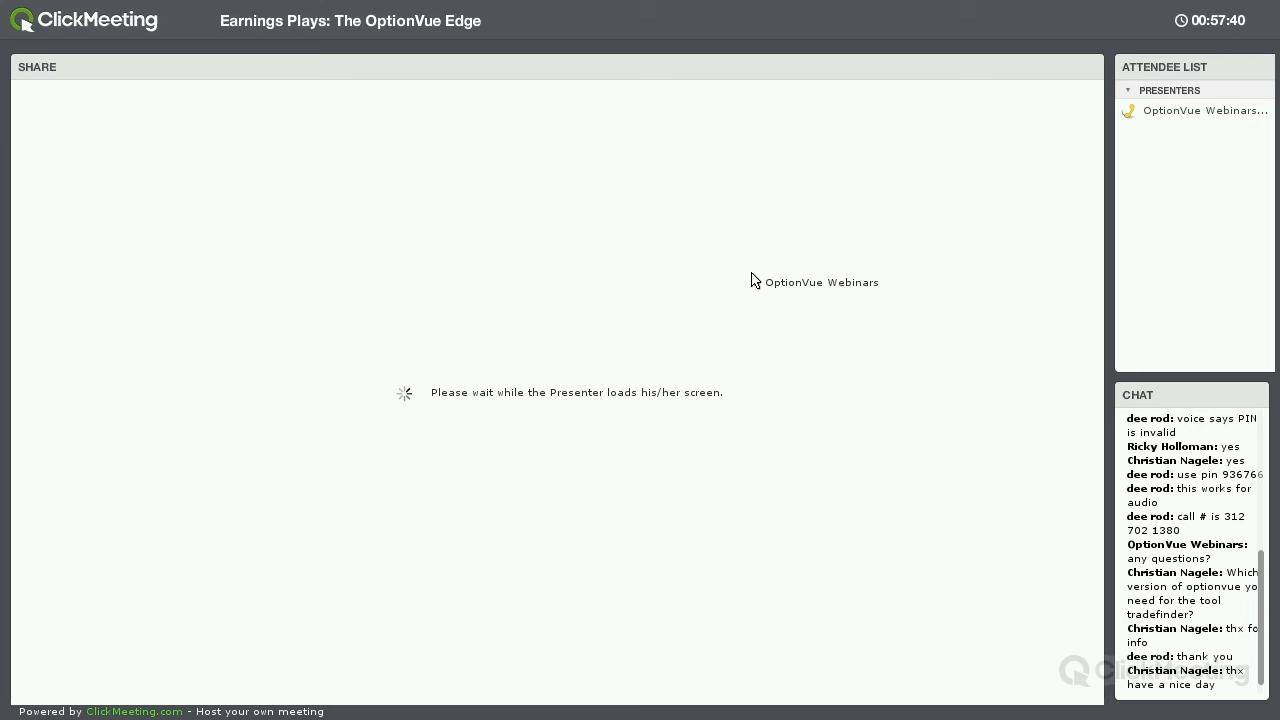 ClickMeeting
Earnings Plays: The OptionVue Edge
00:57:40
SHARE
OptionVue Webinars
Please wait while the Presenter loads his/her screen.
ATTENDEE LIST
PRESENTERS
OptionVue Webinars...
CHAT
dee rod: voice says PIN
is invalid
Ricky Holloman: yes
Christian Nagele: yes
dee rod: use pin 936766
dee rod: this works for
audio
dee rod: call # is 312
702 1380
OptionVue Webinars:
any questions?
Christian Nagele: Which
version of optionvue yo
need for the tool
tradefinder?
Christian Nagele: thx fo
info
dee rod: thank you
Christian Nagele: thx
have a nice day
ClickMeeting
Powered by ClickMeeting.com - Host your own meeting